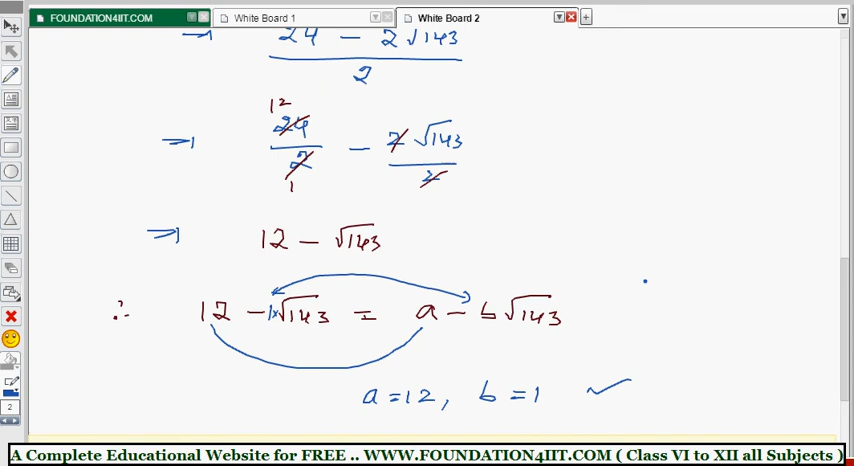 FOUNDATION4IIT.COM White Board 1 White Board 2
→ 24 - 2√143
2
12
→ 24/2 - 2√143/2
1
→ 12 - √143
∴ 12 - 1×√143 = a - b√143
a = 12, b = 1 ✓
2
A Complete Educational Website for FREE .. WWW.FOUNDATION4IIT.COM ( Class VI to XII all Subjects )